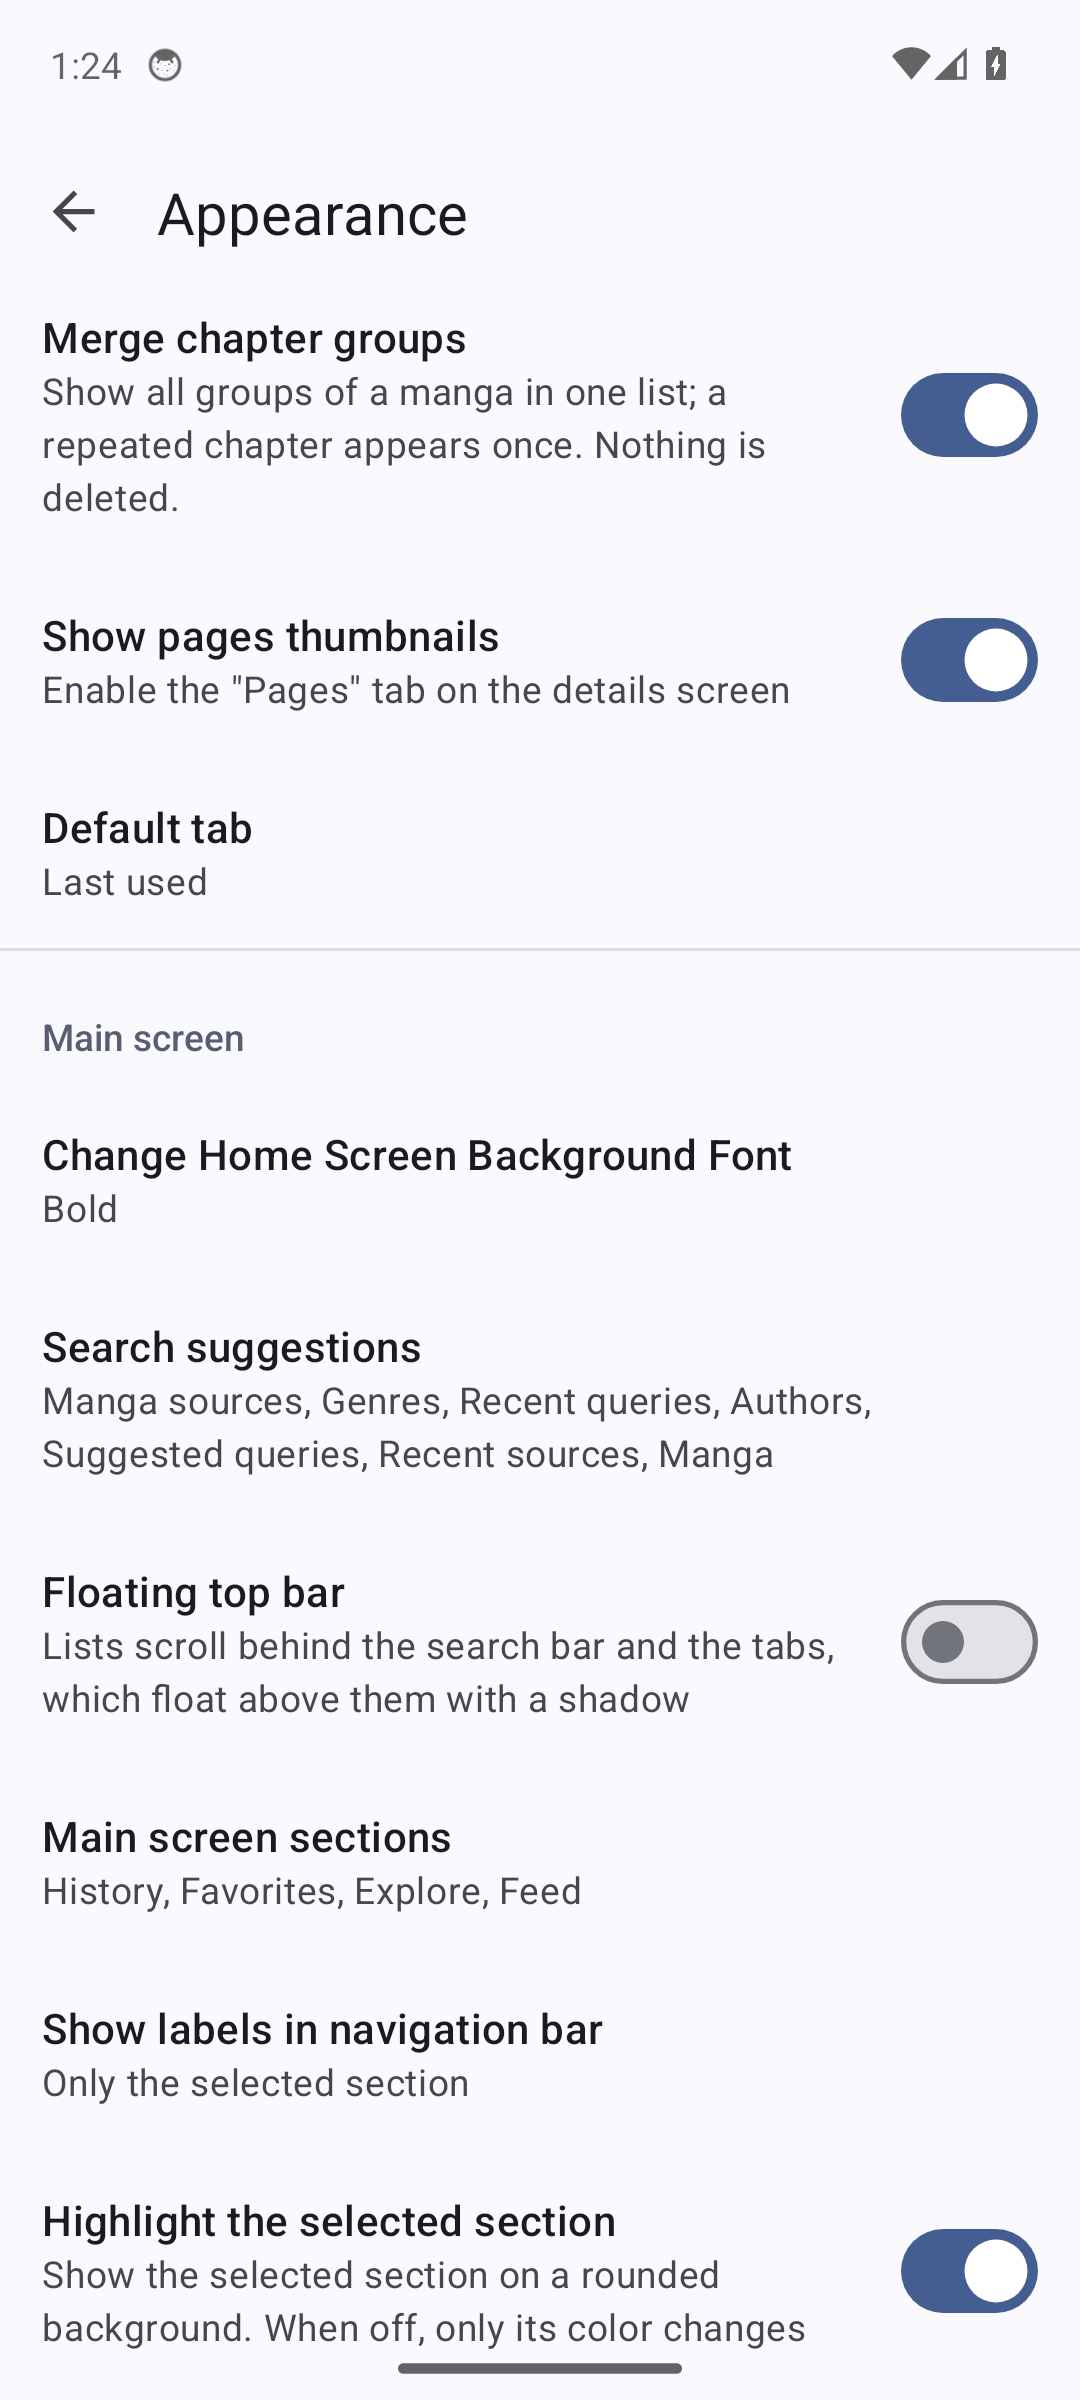 1:24
Appearance
Merge chapter groups
Show all groups of a manga in one list; a
repeated chapter appears once. Nothing is
deleted.
Show pages thumbnails
Enable the "Pages" tab on the details screen
Default tab
Last used
Main screen
Change Home Screen Background Font
Bold
Search suggestions
Manga sources, Genres, Recent queries, Authors,
Suggested queries, Recent sources, Manga
Floating top bar
Lists scroll behind the search bar and the tabs,
which float above them with a shadow
Main screen sections
History, Favorites, Explore, Feed
Show labels in navigation bar
Only the selected section
Highlight the selected section
Show the selected section on a rounded
background. When off, only its color changes